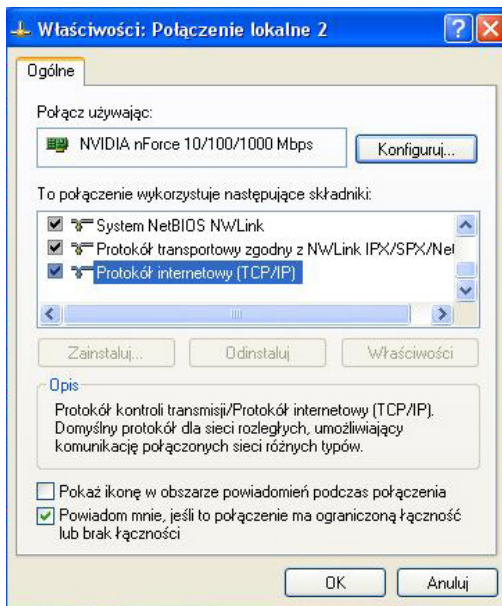 Właściwości: Połączenie lokalne 2
Ogólne
Połącz używając:
NVIDIA nForce 10/100/1000 Mbps
Konfiguruj...
To połączenie wykorzystuje następujące składniki:
System NetBIOS NWLink
Protokół transportowy zgodny z NWLink IPX/SPX/Net
Protokół internetowy (TCP/IP)
Zainstaluj...
Odinstaluj
Właściwości
Opis
Protokół kontroli transmisji/Protokół internetowy (TCP/IP).
Domyślny protokół dla sieci rozległych, umożliwiający
komunikację połączonych sieci różnych typów.
Pokaż ikonę w obszarze powiadomień podczas połączenia
Powiadom mnie, jeśli to połączenie ma ograniczoną łączność
lub brak łączności
OK
Anuluj